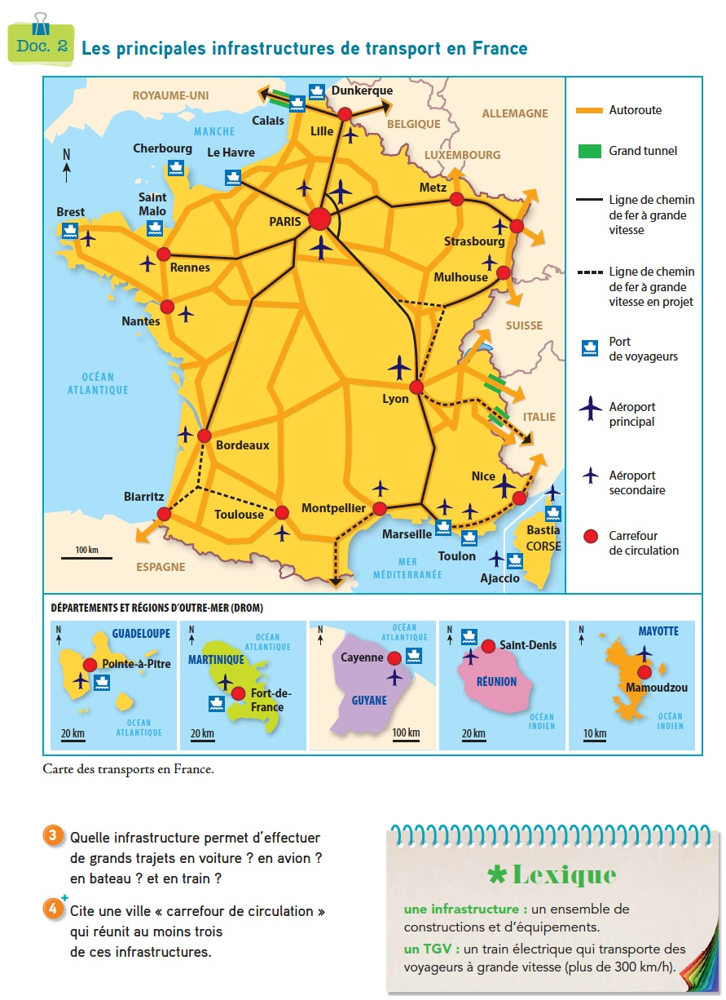 Doc. 2
Les principales infrastructures de transport en France
ROYAUME-UNI
Dunkerque
Calais
Lille
BELGIQUE
ALLEMAGNE
MANCHE
N
Cherbourg
Le Havre
LUXEMBOURG
Metz
Saint
Malo
Brest
PARIS
Strasbourg
Rennes
Mulhouse
Nantes
SUISSE
OCÉAN
ATLANTIQUE
Lyon
ITALIE
Bordeaux
Nice
Biarritz
Toulouse
Montpellier
Marseille
Bastia
CORSE
Toulon
100 km
ESPAGNE
MER
MÉDITERRANÉE
Ajaccio
Autoroute
Grand tunnel
Ligne de chemin
de fer à grande
vitesse
Ligne de chemin
de fer à grande
vitesse en projet
Port
de voyageurs
Aéroport
principal
Aéroport
secondaire
Carrefour
de circulation
DÉPARTEMENTS ET RÉGIONS D'OUTRE-MER (DROM)
N
GUADELOUPE
Pointe-à-Pitre
OCÉAN
ATLANTIQUE
20 km
N
OCÉAN
ATLANTIQUE
MARTINIQUE
Fort-de-
France
20 km
N
OCÉAN
ATLANTIQUE
Cayenne
GUYANE
100 km
N
Saint-Denis
RÉUNION
OCÉAN
INDIEN
20 km
N
MAYOTTE
Mamoudzou
OCÉAN
INDIEN
10 km
Carte des transports en France.
3 Quelle infrastructure permet d'effectuer
de grands trajets en voiture ? en avion ?
en bateau ? et en train ?
4+ Cite une ville « carrefour de circulation »
qui réunit au moins trois
de ces infrastructures.
*Lexique
une infrastructure : un ensemble de
constructions et d'équipements.
un TGV : un train électrique qui transporte des
voyageurs à grande vitesse (plus de 300 km/h).